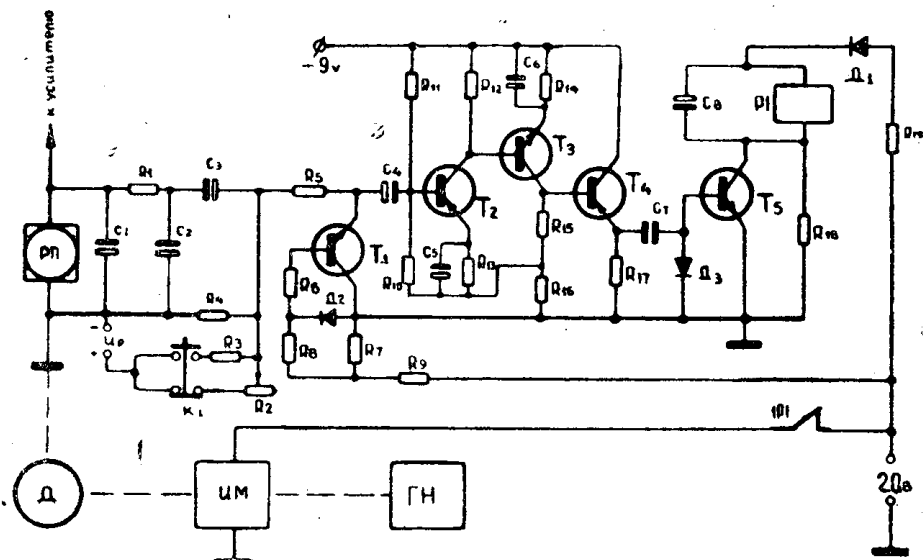 к усилителю
-9v
R11
R12
C6
R14
Д1
C8
P1
R19
T3
R1
C3
R5
C4
T2
T4
C7
T5
РП
C1
C2
T1
C5
R13
R15
R10
R17
Д3
R18
R6
R16
R4
Д2
- Uр +
R3
R8
R7
R9
K1
R2
1P1
Д
ИМ
ГН
20в